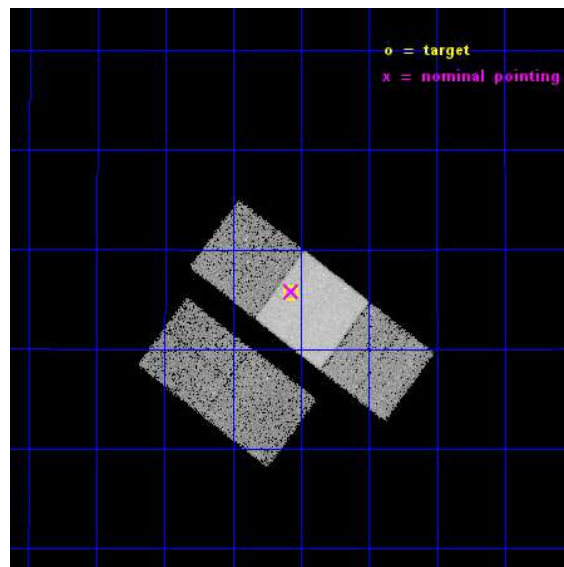 o = target
x = nominal pointing